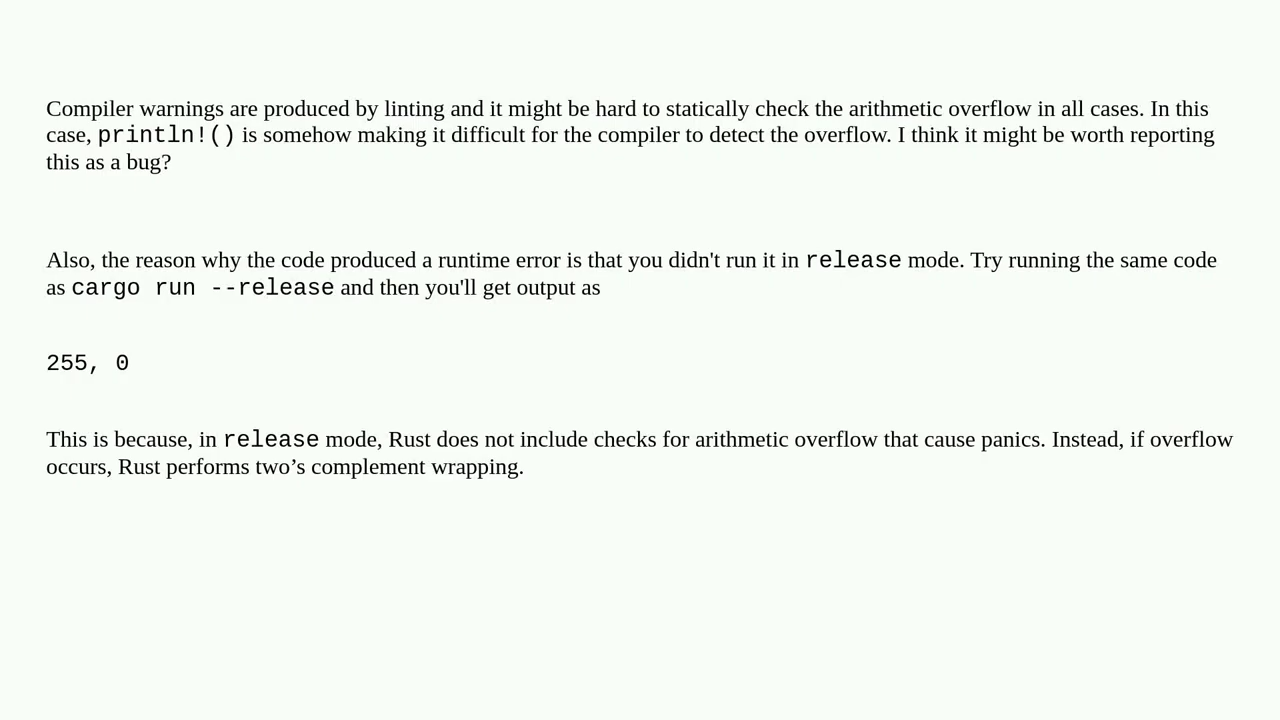 Compiler warnings are produced by linting and it might be hard to statically check the arithmetic overflow in all cases. In this
case, println!() is somehow making it difficult for the compiler to detect the overflow. I think it might be worth reporting
this as a bug?
Also, the reason why the code produced a runtime error is that you didn't run it in release mode. Try running the same code
as cargo run --release and then you'll get output as
255, 0
This is because, in release mode, Rust does not include checks for arithmetic overflow that cause panics. Instead, if overflow
occurs, Rust performs two’s complement wrapping.